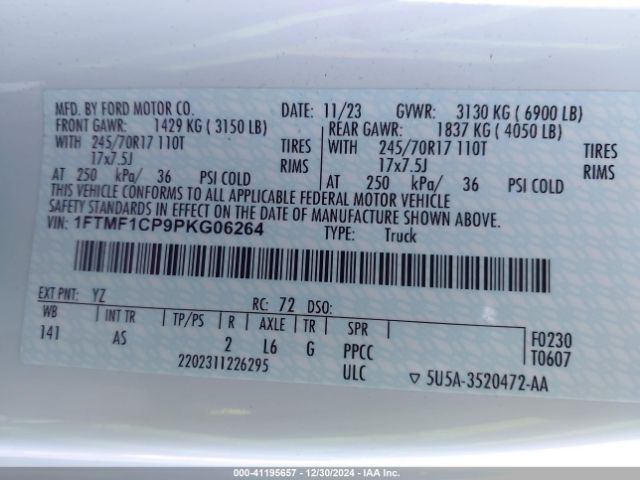 MFD. BY FORD MOTOR CO. DATE: 11/23 GVWR: 3130 KG ( 6900 LB)
FRONT GAWR: 1429 KG ( 3150 LB) REAR GAWR: 1837 KG ( 4050 LB)
WITH 245/70R17 110T TIRES WITH 245/70R17 110T TIRES
17x7.5J RIMS 17x7.5J RIMS
AT 250 kPa/ 36 PSI COLD AT 250 kPa/ 36 PSI COLD
THIS VEHICLE CONFORMS TO ALL APPLICABLE FEDERAL MOTOR VEHICLE
SAFETY STANDARDS IN EFFECT ON THE DATE OF MANUFACTURE SHOWN ABOVE.
VIN: 1FTMF1CP9PKG06264 TYPE: Truck
EXT PNT: YZ RC: 72 DSO:
WB INT TR TP/PS R AXLE TR SPR F0230
141 AS 2 L6 G PPCC T0607
2202311226295 ULC ▽ 5U5A-3520472-AA
000-41195657 - 12/30/2024 - IAA Inc.